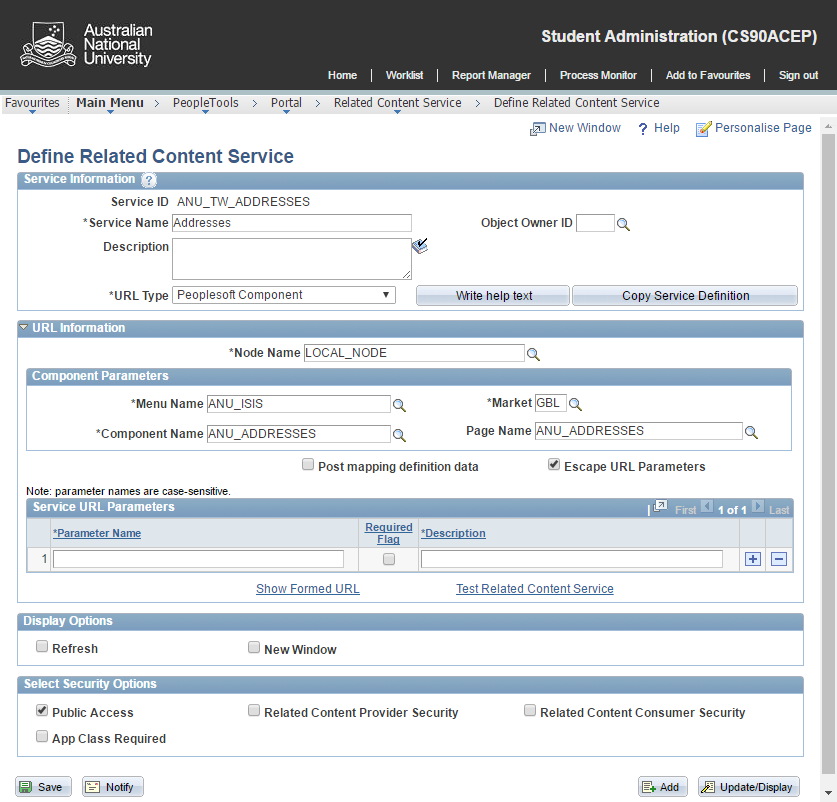 Australian
National
University
Student Administration (CS90ACEP)
Home | Worklist | Report Manager | Process Monitor | Add to Favourites | Sign out
Favourites Main Menu > PeopleTools > Portal > Related Content Service > Define Related Content Service
New Window ? Help Personalise Page
Define Related Content Service
Service Information ?
Service ID ANU_TW_ADDRESSES
*Service Name Addresses Object Owner ID
Description
*URL Type Peoplesoft Component Write help text Copy Service Definition
URL Information
*Node Name LOCAL_NODE
Component Parameters
*Menu Name ANU_ISIS *Market GBL
*Component Name ANU_ADDRESSES Page Name ANU_ADDRESSES
Post mapping definition data Escape URL Parameters
Note: parameter names are case-sensitive.
Service URL Parameters | First 1 of 1 Last
*Parameter Name Required Flag *Description
1
Show Formed URL Test Related Content Service
Display Options
Refresh New Window
Select Security Options
Public Access Related Content Provider Security Related Content Consumer Security
App Class Required
Save Notify Add Update/Display